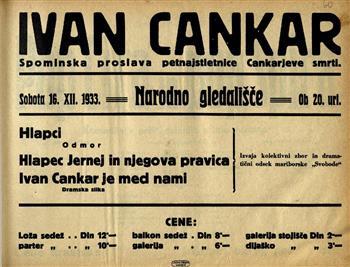 IVAN CANKAR
Spominska proslava petnajstletnice Cankarjeve smrti.
Sobota 16. XII. 1933. Narodno gledališče Ob 20. uri.
Hlapci
Odmor
Hlapec Jernej in njegova pravica
Ivan Cankar je med nami
Dramska slika
Izvaja kolektivni zbor in drama-
tični odsek mariborske „Svobode“
CENE:
Loža sedež . Din 12'— balkon sedež . Din 8'— galerija stojišče Din 2'—
parter „ „ 10'— galerija „ . „ 6'— dijaško „ „ 3'—